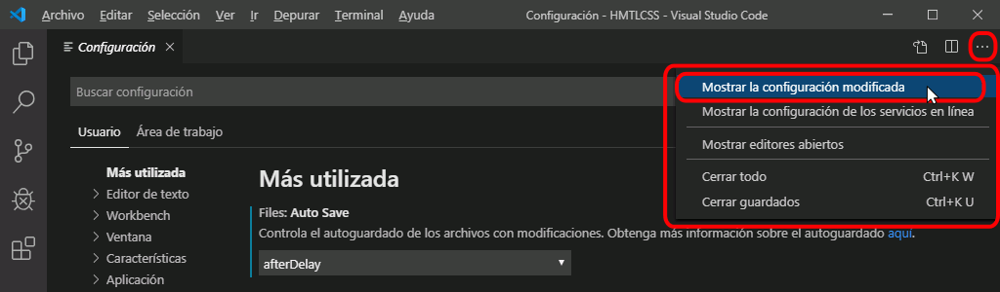 Archivo Editar Selección Ver Ir Depurar Terminal Ayuda Configuración - HMTLCSS - Visual Studio Code
Configuración
Buscar configuración
Mostrar la configuración modificada
Mostrar la configuración de los servicios en línea
Mostrar editores abiertos
Cerrar todo Ctrl+K W
Cerrar guardados Ctrl+K U
Usuario Área de trabajo
Más utilizada
Editor de texto
Workbench
Ventana
Características
Aplicación
Más utilizada
Files: Auto Save
Controla el autoguardado de los archivos con modificaciones. Obtenga más información sobre el autoguardado aquí.
afterDelay